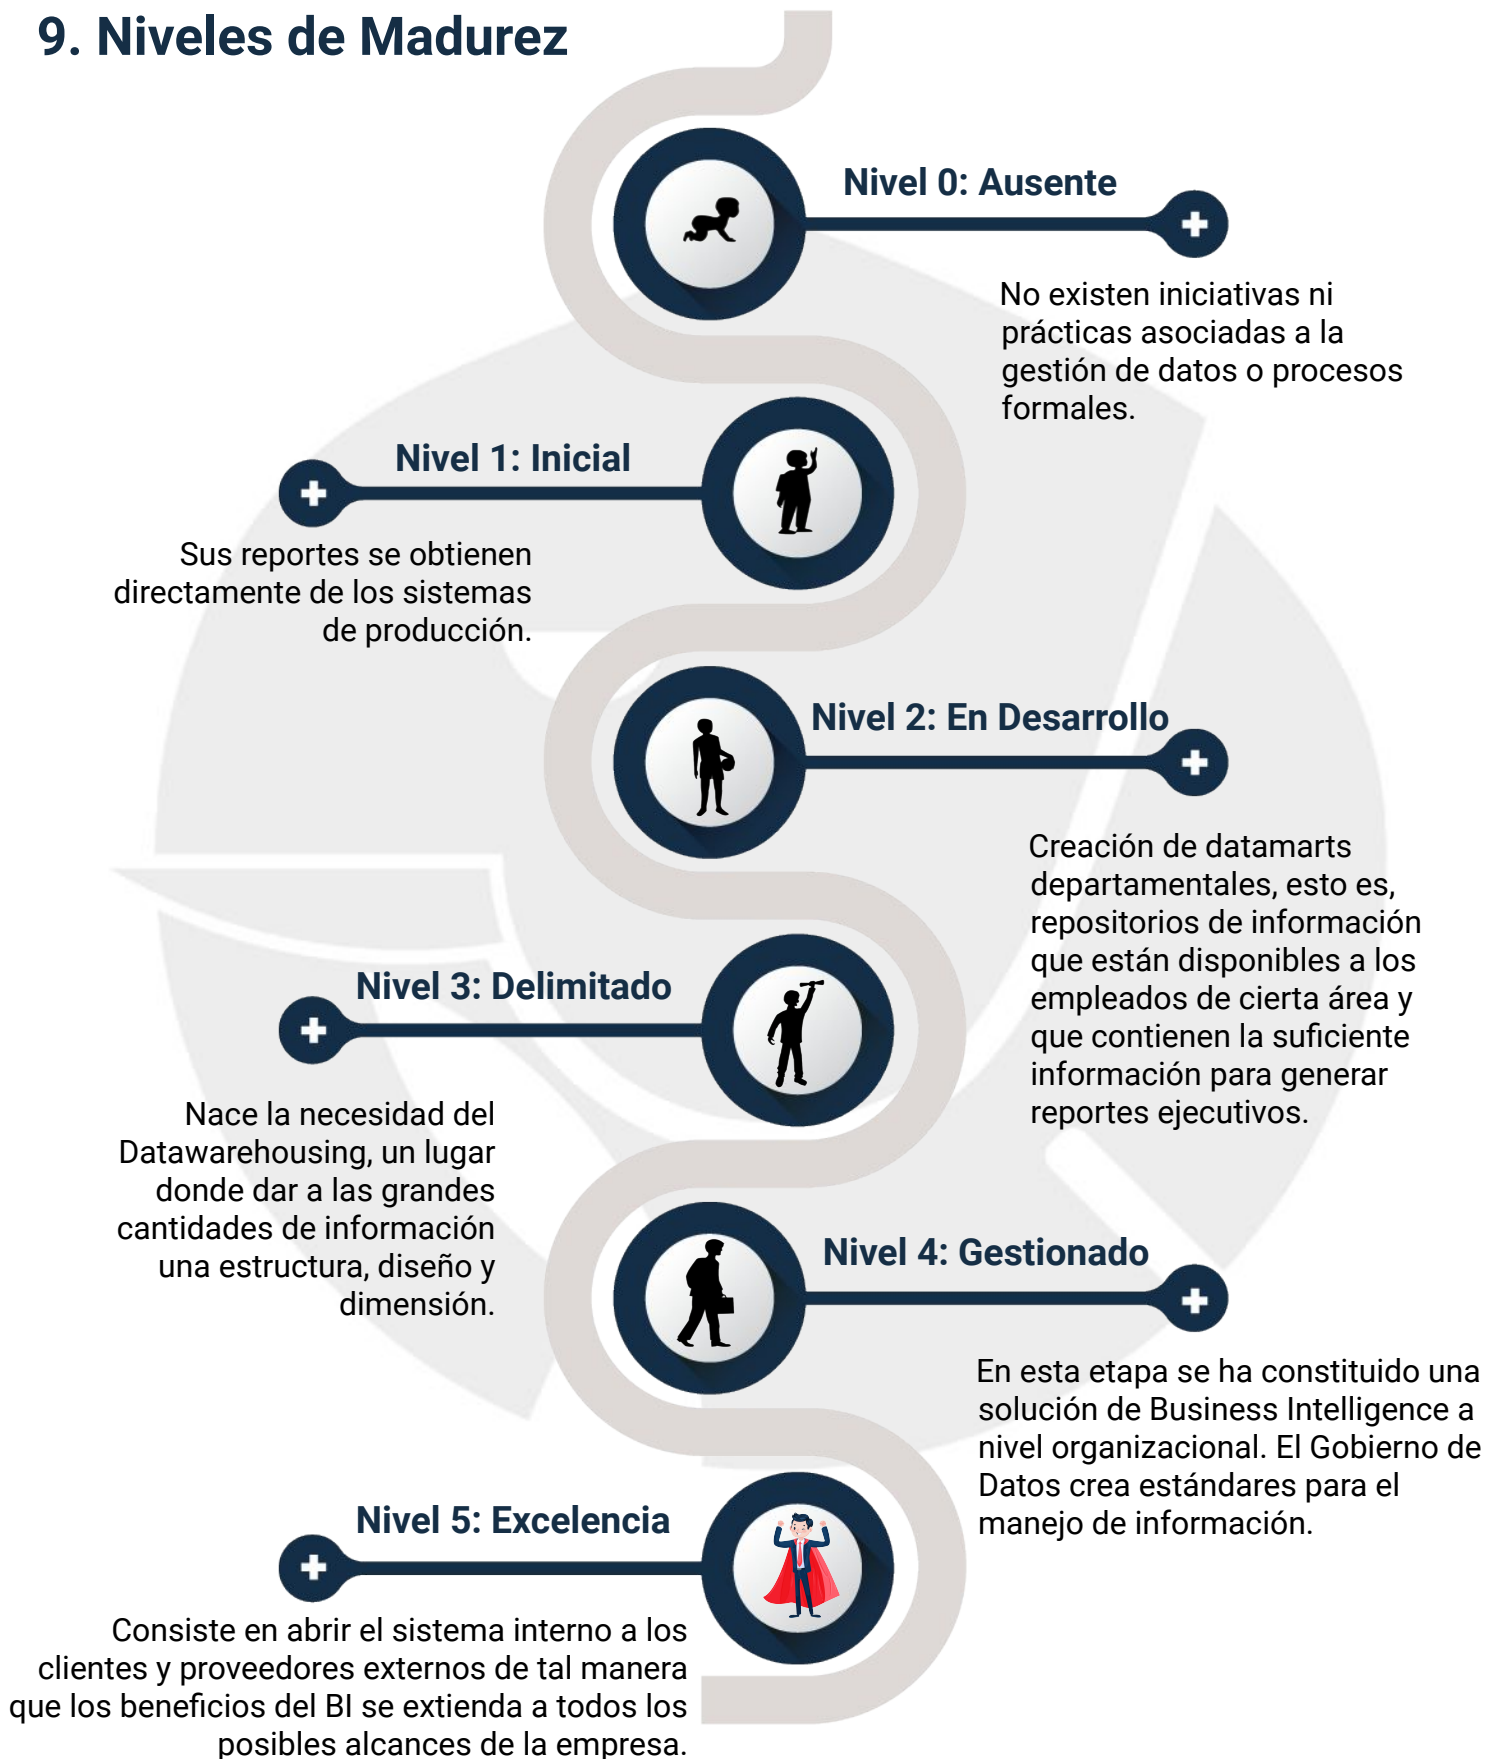 9. Niveles de Madurez
Nivel 0: Ausente
No existen iniciativas ni
prácticas asociadas a la
gestión de datos o procesos
formales.
Nivel 1: Inicial
Sus reportes se obtienen
directamente de los sistemas
de producción.
Nivel 2: En Desarrollo
Creación de datamarts
departamentales, esto es,
repositorios de información
que están disponibles a los
empleados de cierta área y
que contienen la suficiente
información para generar
reportes ejecutivos.
Nivel 3: Delimitado
Nace la necesidad del
Datawarehousing, un lugar
donde dar a las grandes
cantidades de información
una estructura, diseño y
dimensión.
Nivel 4: Gestionado
En esta etapa se ha constituido una
solución de Business Intelligence a
nivel organizacional. El Gobierno de
Datos crea estándares para el
manejo de información.
Nivel 5: Excelencia
Consiste en abrir el sistema interno a los
clientes y proveedores externos de tal manera
que los beneficios del BI se extienda a todos los
posibles alcances de la empresa.